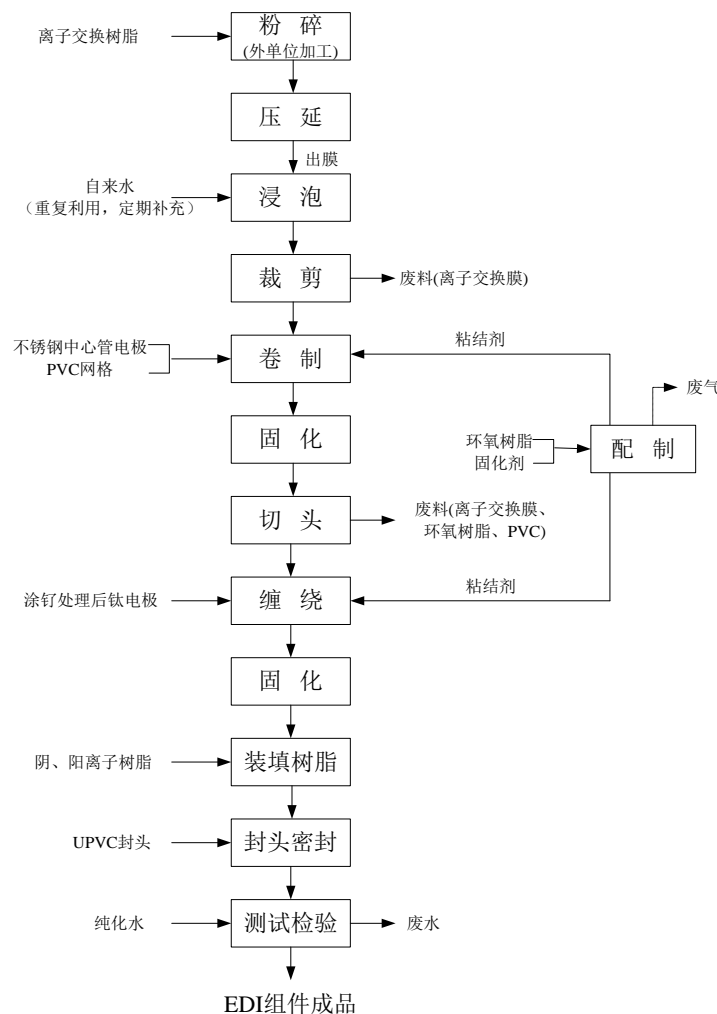 离子交换树脂
粉 碎
(外单位加工)
压 延
出膜
自来水
（重复利用，定期补充）
浸 泡
裁 剪
废料(离子交换膜)
不锈钢中心管电极
PVC网格
卷 制
粘结剂
废气
固 化
环氧树脂
固化剂
配 制
切 头
废料(离子交换膜、
环氧树脂、PVC)
涂钌处理后钛电极
缠 绕
粘结剂
固 化
阴、阳离子树脂
装填树脂
UPVC封头
封头密封
纯化水
测试检验
废水
EDI组件成品